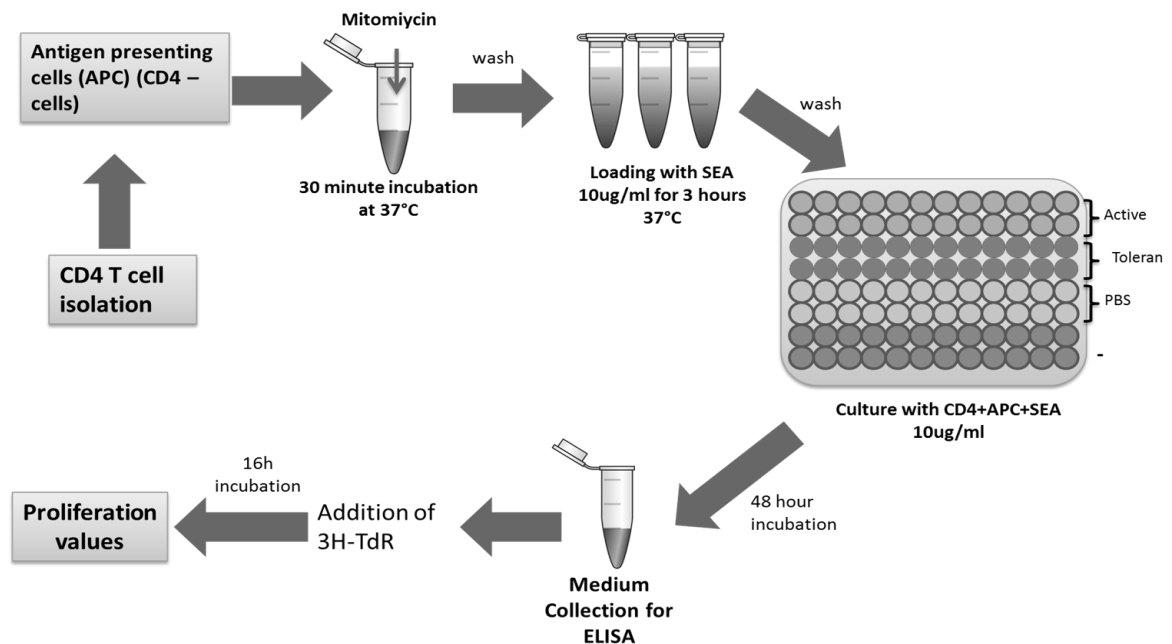 Mitomiycin
Antigen presenting
cells (APC) (CD4 –
cells)
wash
wash
30 minute incubation
at 37°C
Loading with SEA
10ug/ml for 3 hours
37°C
CD4 T cell
isolation
Active
Toleran
PBS
-
Culture with CD4+APC+SEA
10ug/ml
48 hour
incubation
Medium
Collection for
ELISA
Addition of
3H-TdR
16h
incubation
Proliferation
values